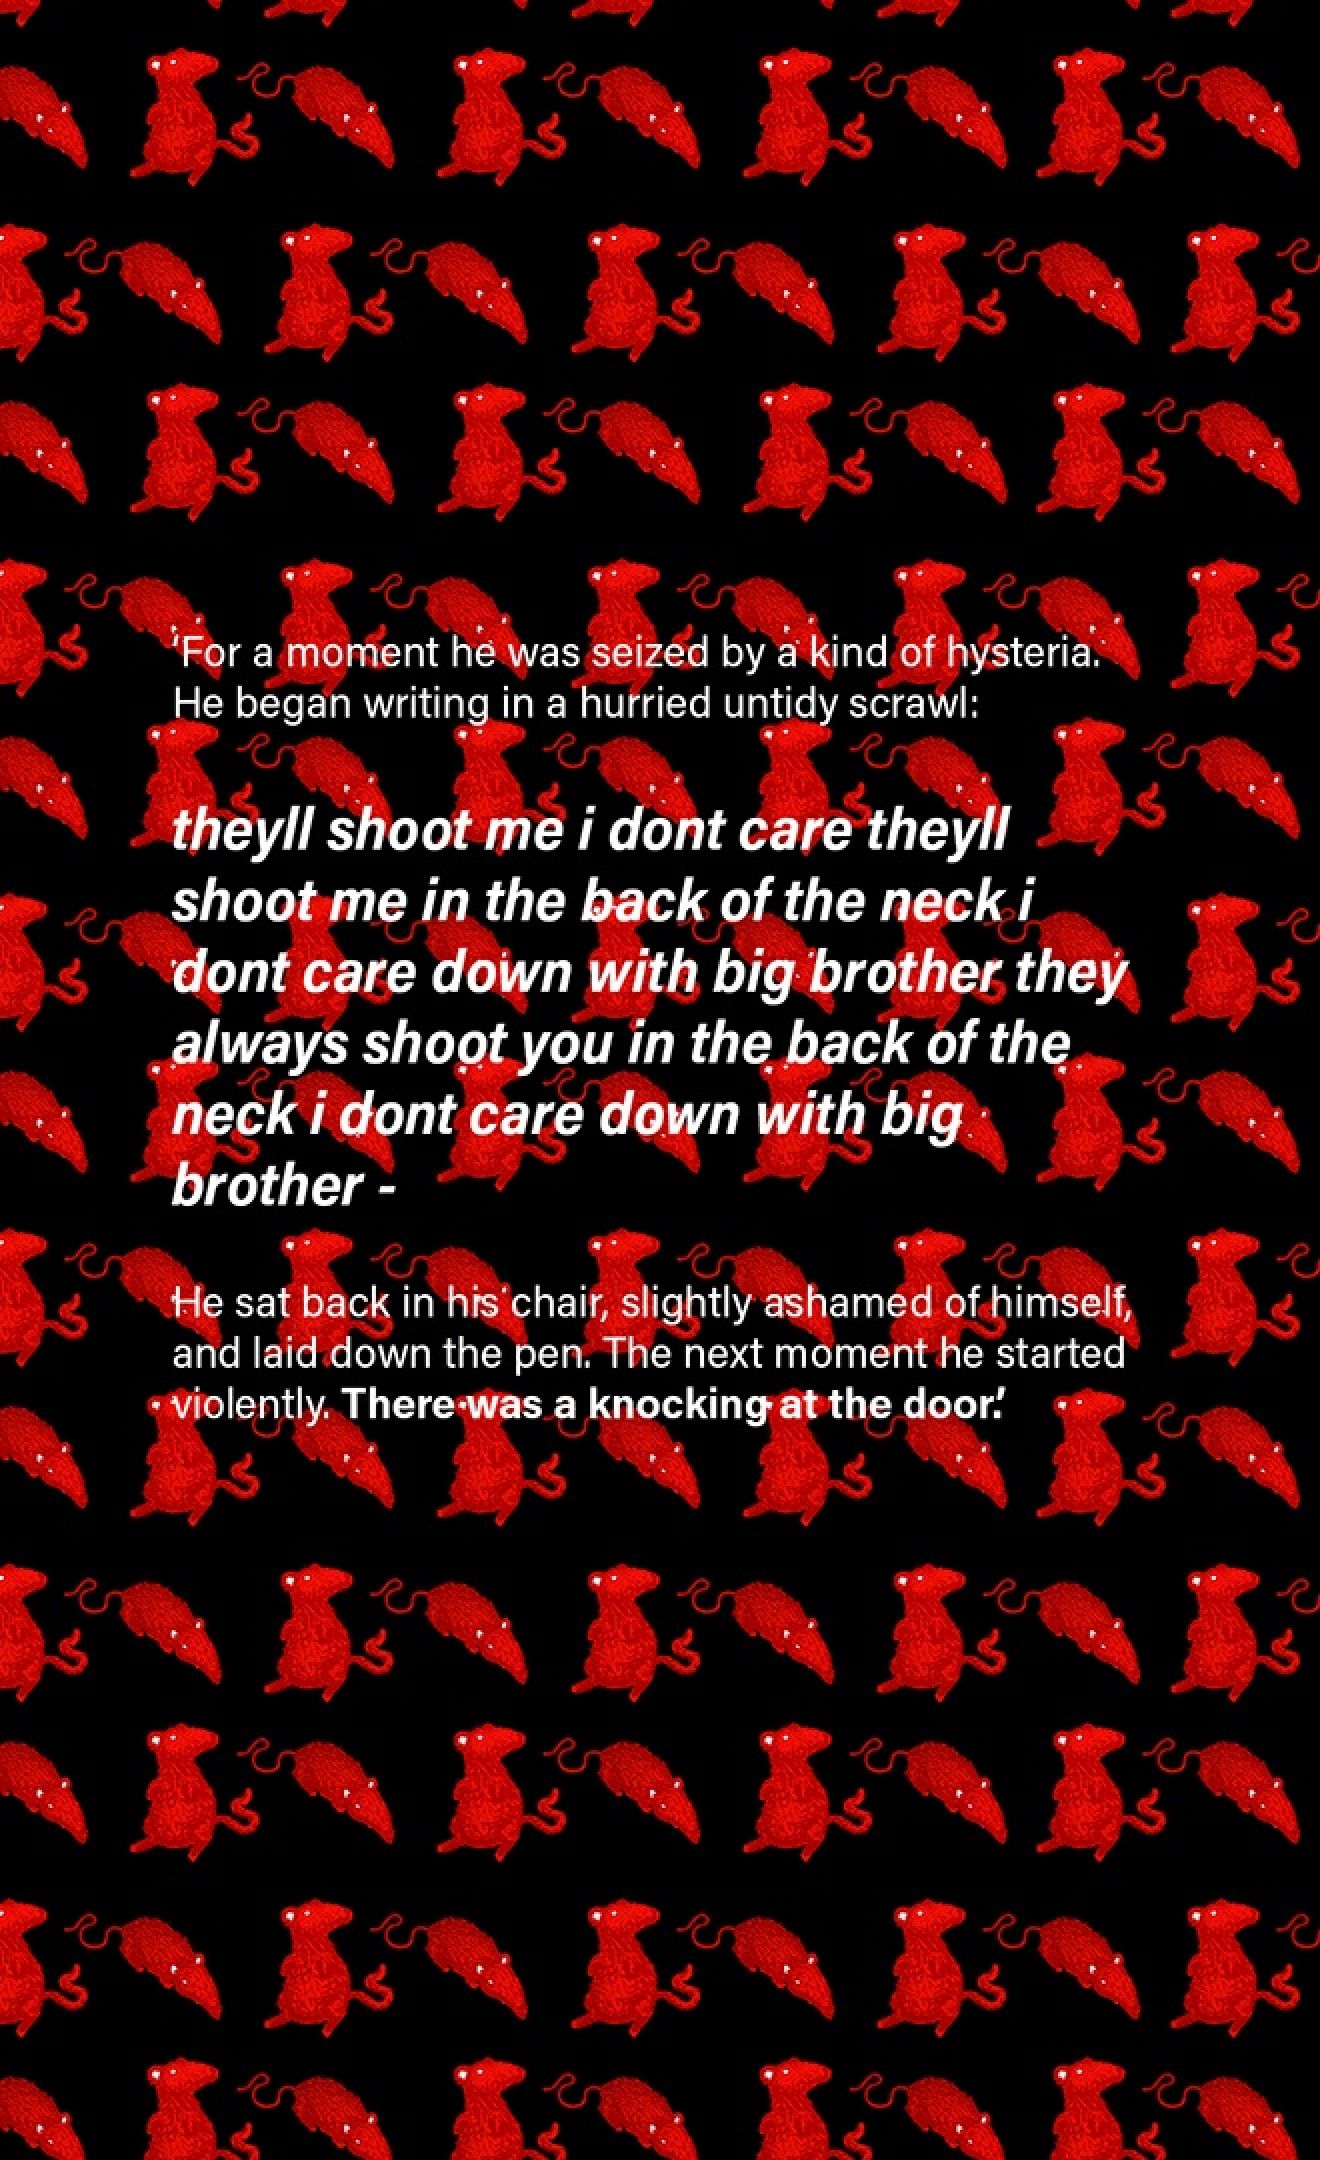 ‘For a moment he was seized by a kind of hysteria.
He began writing in a hurried untidy scrawl:
theyll shoot me i dont care theyll
shoot me in the back of the neck i
dont care down with big brother they
always shoot you in the back of the
neck i dont care down with big
brother -
He sat back in his chair, slightly ashamed of himself,
and laid down the pen. The next moment he started
violently. There was a knocking at the door.’